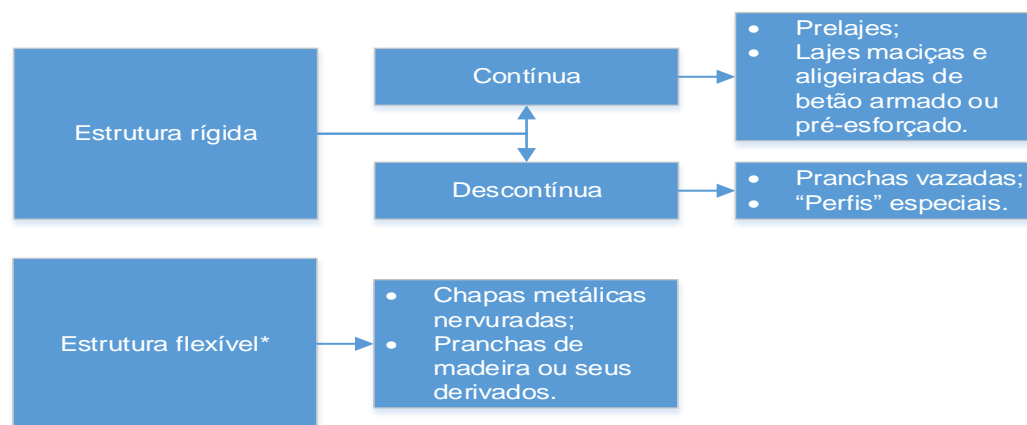 Estrutura rígida
Contínua
● Prelajes;
● Lajes maciças e
aligeiradas de
betão armado ou
pré-esforçado.
Descontínua
● Pranchas vazadas;
● “Perfis” especiais.
Estrutura flexível*
● Chapas metálicas
nervuradas;
● Pranchas de
madeira ou seus
derivados.